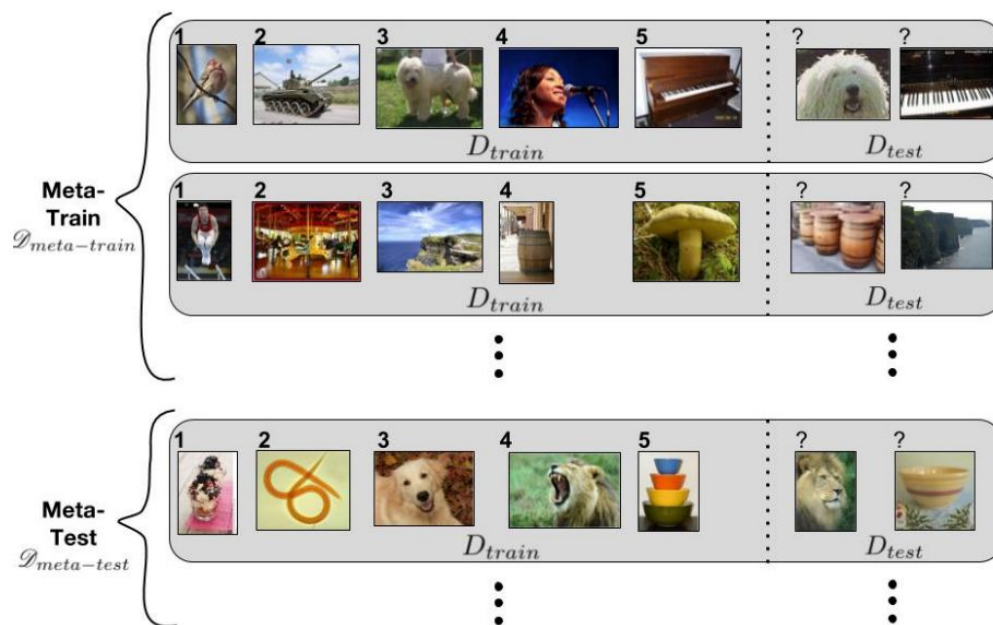 1 2 3 4 5 ? ?
D_train D_test
Meta-
Train
𝒟_meta−train
1 2 3 4 5 ? ?
D_train D_test
1 2 3 4 5 ? ?
Meta-
Test
𝒟_meta−test
D_train D_test